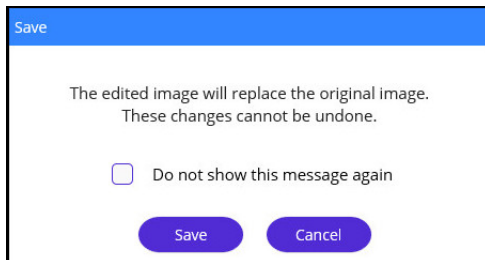 Save
The edited image will replace the original image.
These changes cannot be undone.
Do not show this message again
Save Cancel